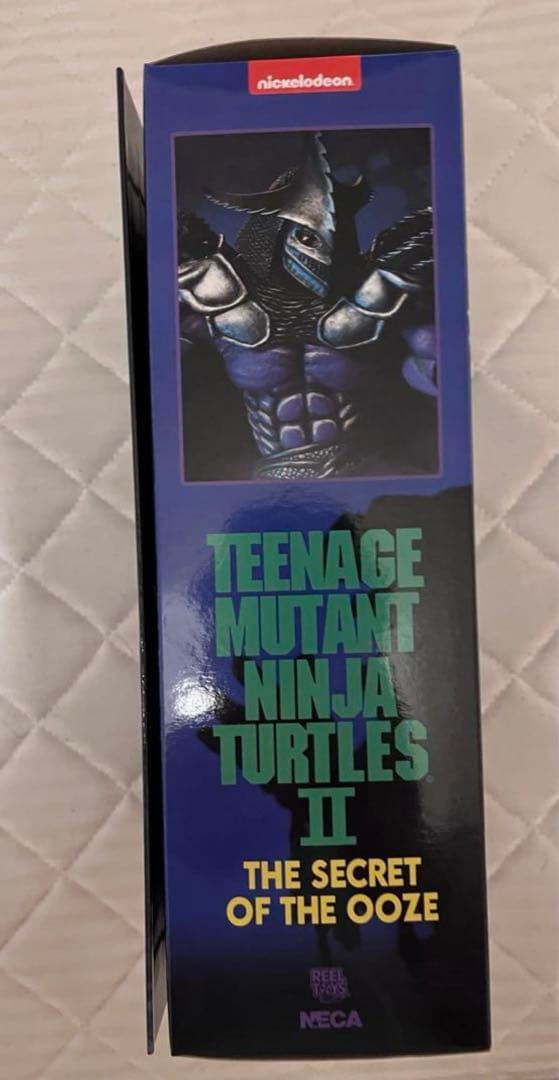 nickelodeon
TEENAGE
MUTANT
NINJA
TURTLES
II
THE SECRET
OF THE OOZE
REEL
TOYS
NECA